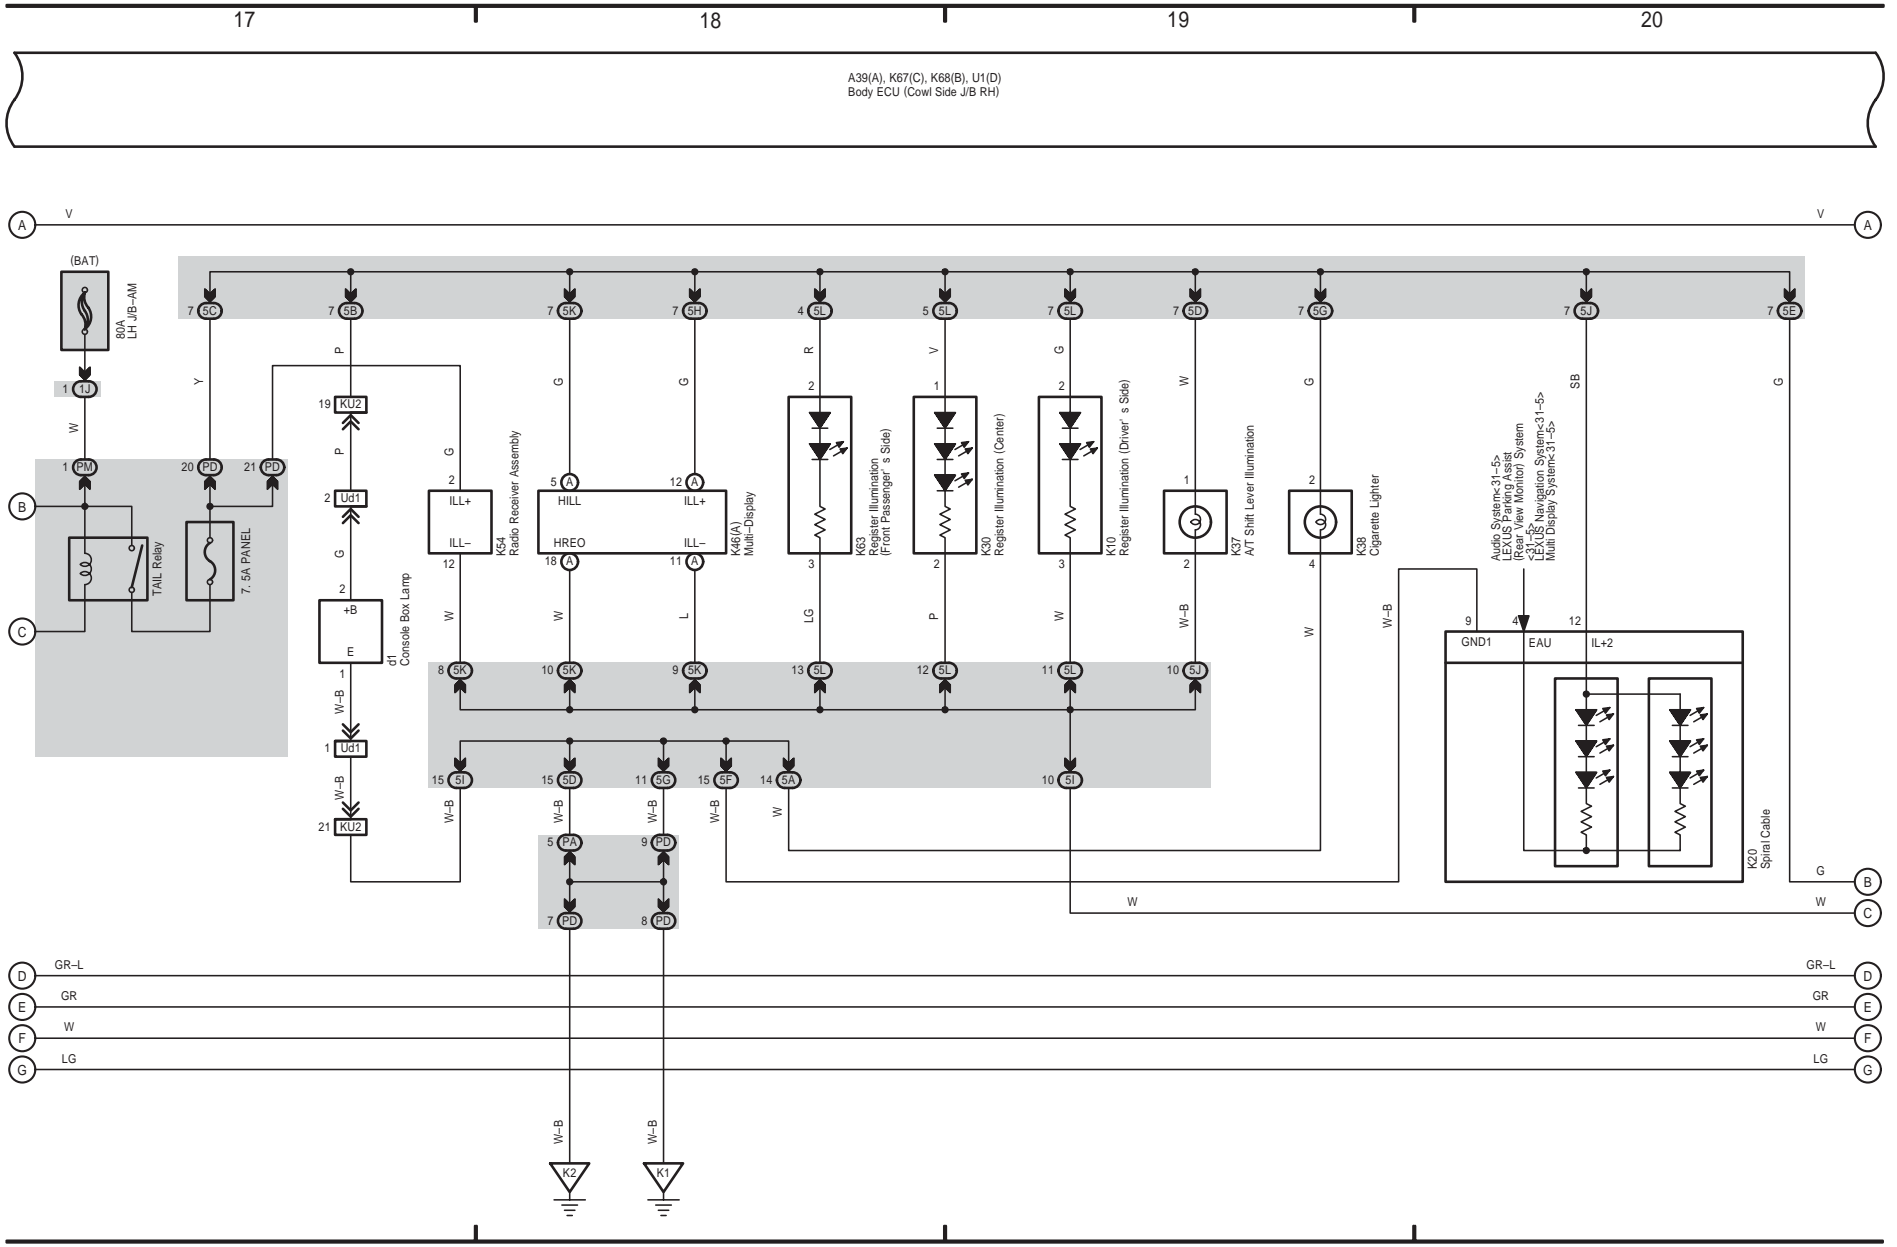 17 18 19 20
A39(A), K67(C), K68(B), U1(D)
Body ECU (Cowl Side J/B RH)
A V V A
(BAT)
80A
LH J/B–AM
7 5C 7 5B 7 5K 7 5H 4 5L 5 5L 7 5L 7 5D 7 5G 7 5J 7 5E
1 1J
W
Y
P
G
G
R
V
G
W
G
SB
G
19 KU2
P
2 Ud1
G
2
+B
E
1
d1
Console Box Lamp
W–B
1 Ud1
W–B
21 KU2
1 PM 20 PD 21 PD
B
C
TAIL Relay
7. 5A PANEL
G
2
ILL+
ILL–
12
K54
Radio Receiver Assembly
W
5 A 12 A
HILL ILL+
HREO ILL–
18 A 11 A
K46(A)
Multi–Display
W L
2
3
K63
Register Illumination
(Front Passenger' s Side)
LG
1
2
K30
Register Illumination (Center)
P
2
3
K10
Register Illumination (Driver' s Side)
W
1
2
K37
A/T Shift Lever Illumination
W–B
2
4
K38
Cigarette Lighter
W
W–B
Audio System<31–5>
LEXUS Parking Assist
(Rear View Monitor) System
<31–5>
LEXUS Navigation System<31–5>
Multi Display System<31–5>
9 4 12
GND1 EAU IL+2
K20
Spiral Cable
8 5K 10 5K 9 5K 13 5L 12 5L 11 5L 10 5J
15 5I 15 5D 11 5G 15 5F 14 5A 10 5I
W–B W–B W–B W–B W
5 PA 9 PD
7 PD 8 PD
G B
W W C
D GR–L GR–L D
E GR GR E
F W W F
G LG LG G
W–B W–B
K2 K1